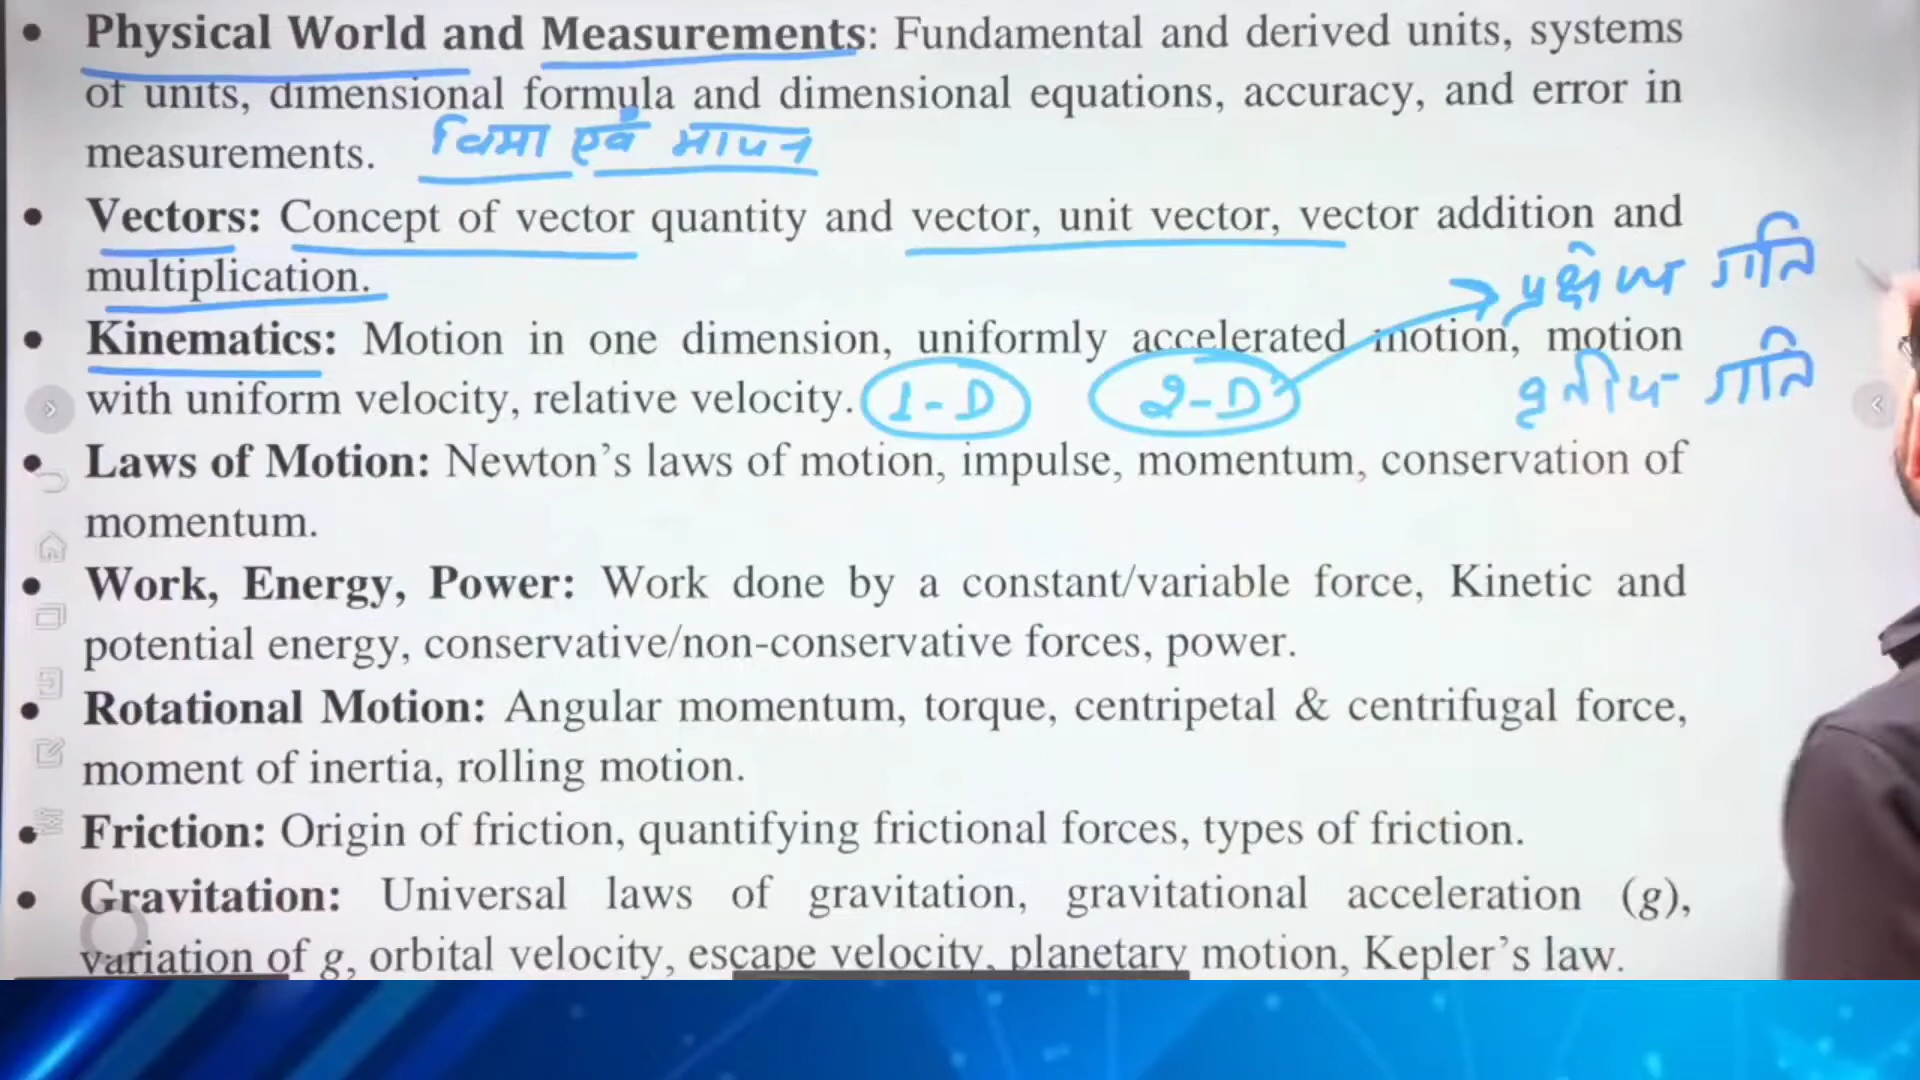 • Physical World and Measurements: Fundamental and derived units, systems
of units, dimensional formula and dimensional equations, accuracy, and error in
measurements. विमा एवं मापन
• Vectors: Concept of vector quantity and vector, unit vector, vector addition and
multiplication.
प्रक्षेप्य गति
• Kinematics: Motion in one dimension, uniformly accelerated motion, motion
with uniform velocity, relative velocity. 1-D 2-D
गति
• Laws of Motion: Newton's laws of motion, impulse, momentum, conservation of
momentum.
• Work, Energy, Power: Work done by a constant/variable force, Kinetic and
potential energy, conservative/non-conservative forces, power.
• Rotational Motion: Angular momentum, torque, centripetal & centrifugal force,
moment of inertia, rolling motion.
• Friction: Origin of friction, quantifying frictional forces, types of friction.
• Gravitation: Universal laws of gravitation, gravitational acceleration (g),
variation of g, orbital velocity, escape velocity, planetary motion, Kepler's law.